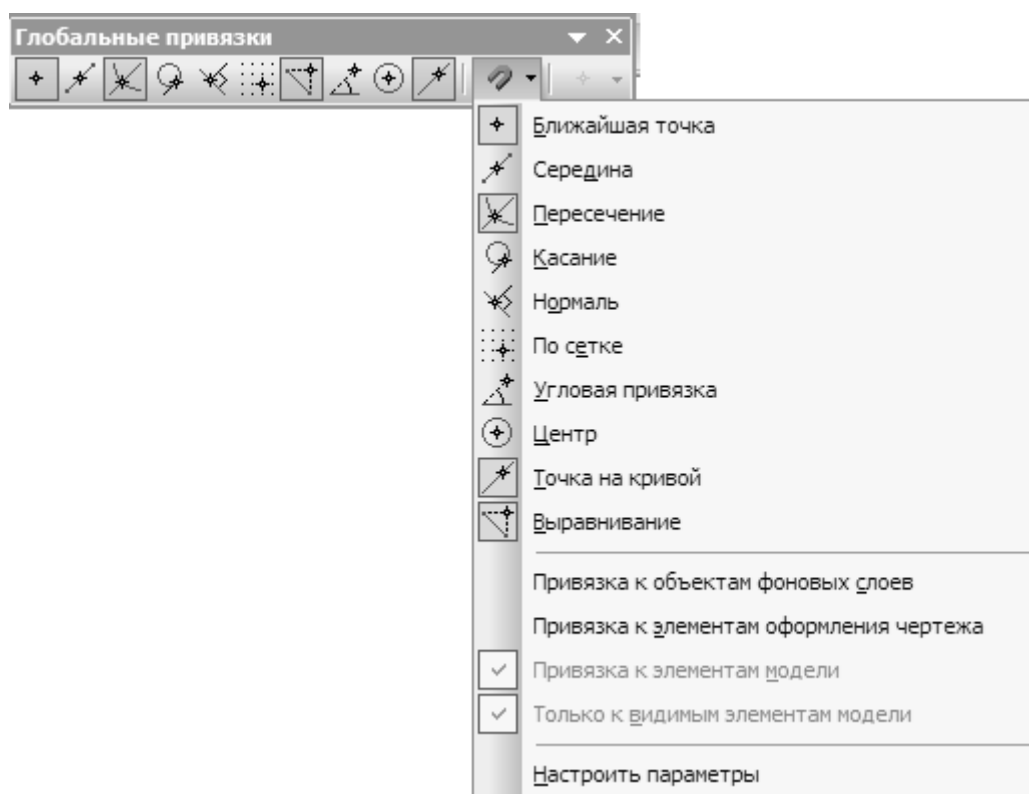 Глобальные привязки
Ближайшая точка
Середина
Пересечение
Касание
Нормаль
По сетке
Угловая привязка
Центр
Точка на кривой
Выравнивание
Привязка к объектам фоновых слоев
Привязка к элементам оформления чертежа
Привязка к элементам модели
Только к видимым элементам модели
Настроить параметры